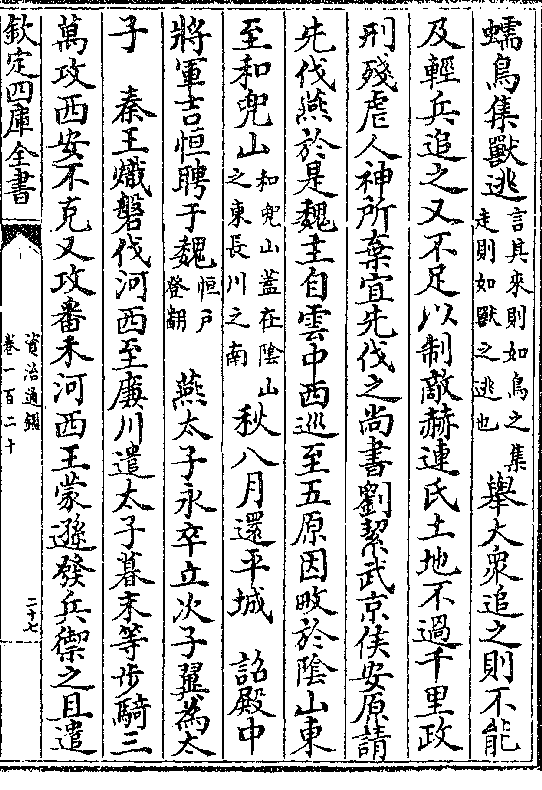 蠕鳥集獸逃言其來則如鳥之集走則如獸之逃也舉大衆追之則不能
及輕兵追之又不足以制敵赫連氏土地不過千里政
刑殘虐人神所棄宜先伐之尚書劉絜武京侯安原請
先伐燕於是魏主自雲中西巡至五原因畋於隂山東
至和兜山和兜山蓋在隂山之東長川之南秋八月還平城　詔殿中
將軍吉恒聘于魏恒户登翻　燕太子永卒立次子翼為太
子　秦王熾磐伐河西至廉川遣太子暮末等步騎三
萬攻西安不克又攻番禾河西王蒙遜發兵禦之且遣
欽定四庫全書
資治通鑑
卷一百二十
二十七